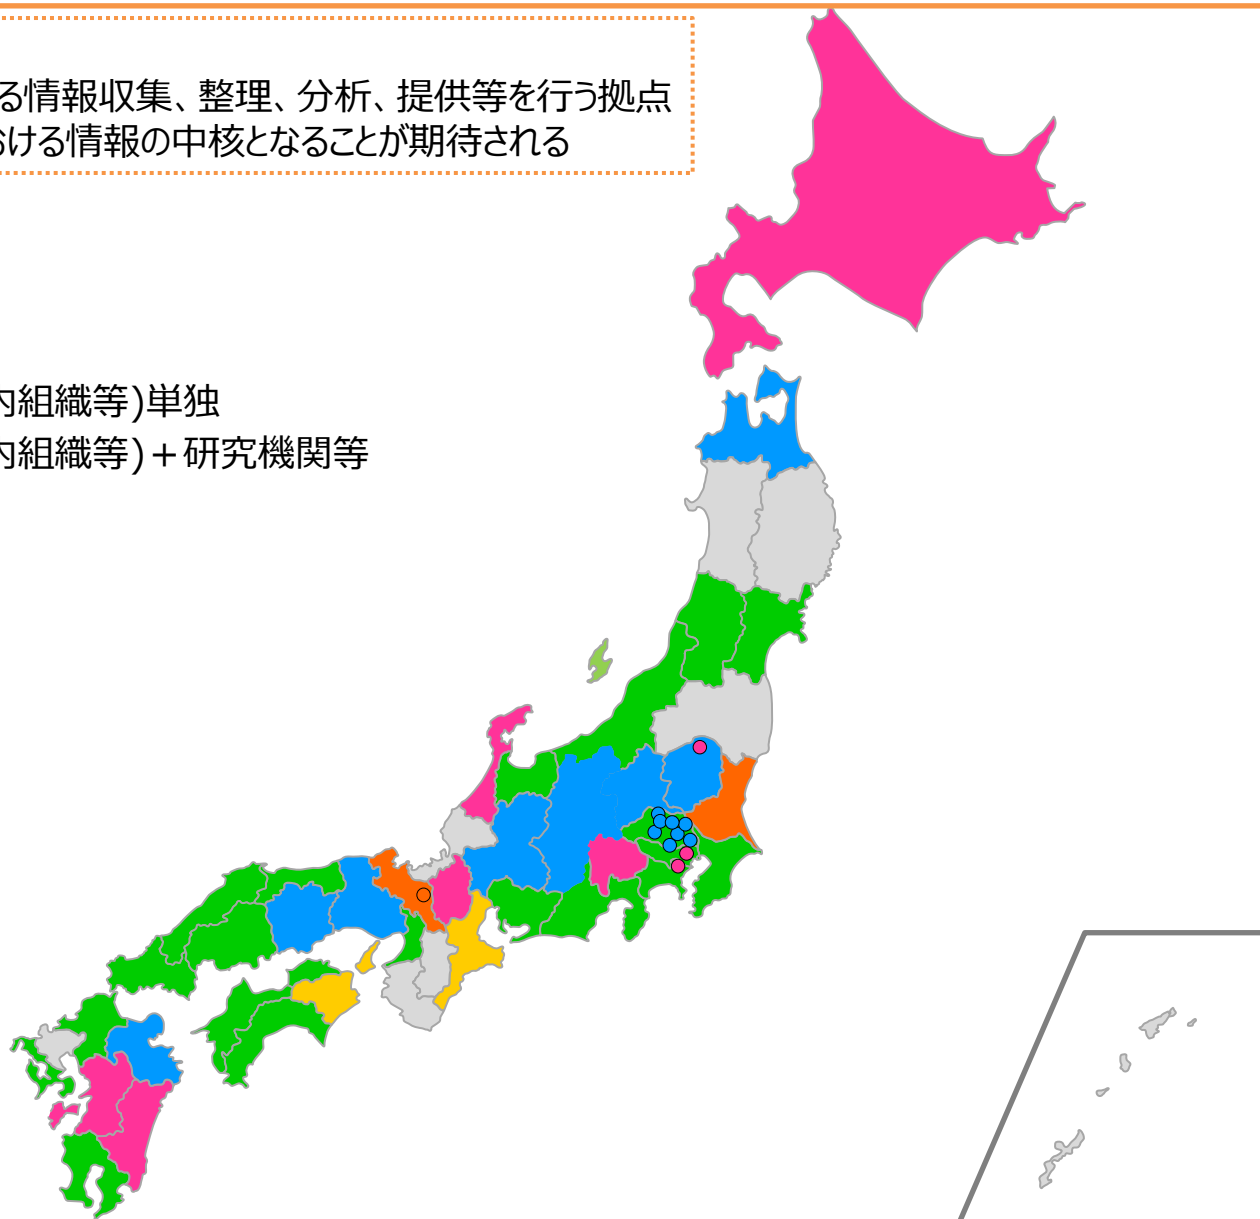 る情報収集、整理、分析、提供等を行う拠点
おける情報の中核となることが期待される
内組織等)単独
内組織等)＋研究機関等